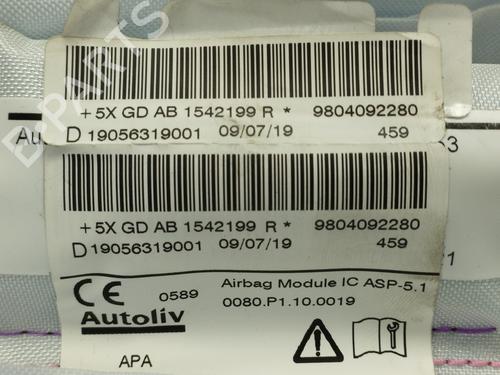 + 5X GD AB 1542199 R * 9804092280
D 19056319001 09/07/19 459
+ 5X GD AB 1542199 R * 9804092280
D 19056319001 09/07/19 459
CE 0589
Airbag Module IC ASP-5.1
0080.P1.10.0019
Autoliv
APA
B-PARTS